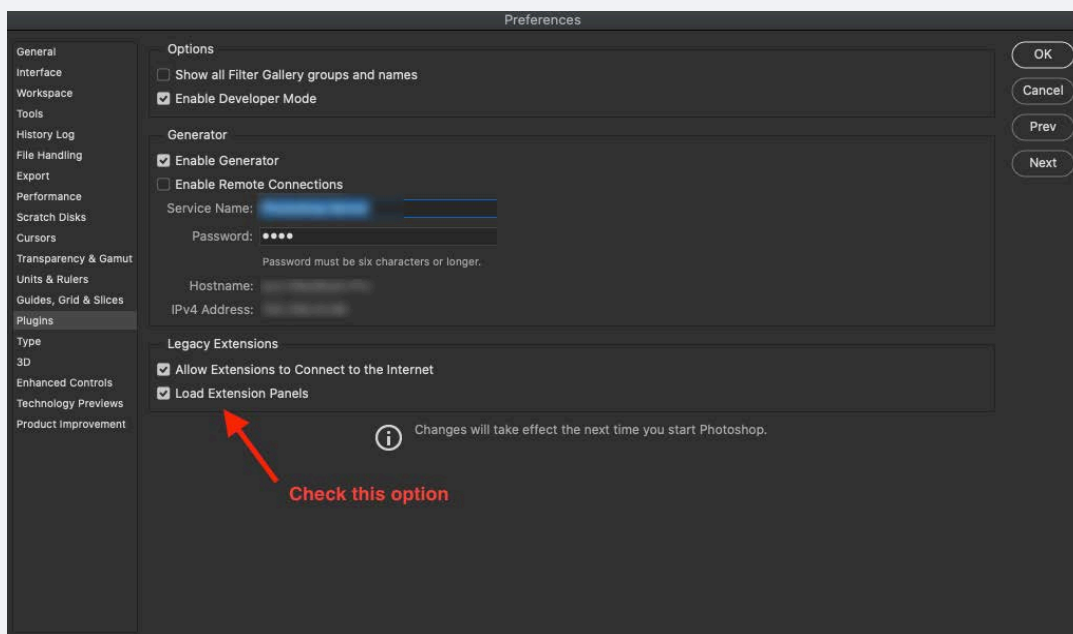 Preferences
General
Interface
Workspace
Tools
History Log
File Handling
Export
Performance
Scratch Disks
Cursors
Transparency & Gamut
Units & Rulers
Guides, Grid & Slices
Plugins
Type
3D
Enhanced Controls
Technology Previews
Product Improvement
Options
Show all Filter Gallery groups and names
Enable Developer Mode
Generator
Enable Generator
Enable Remote Connections
Service Name:
Password: ••••
Password must be six characters or longer.
Hostname:
IPv4 Address:
Legacy Extensions
Allow Extensions to Connect to the Internet
Load Extension Panels
Changes will take effect the next time you start Photoshop.
Check this option
OK
Cancel
Prev
Next